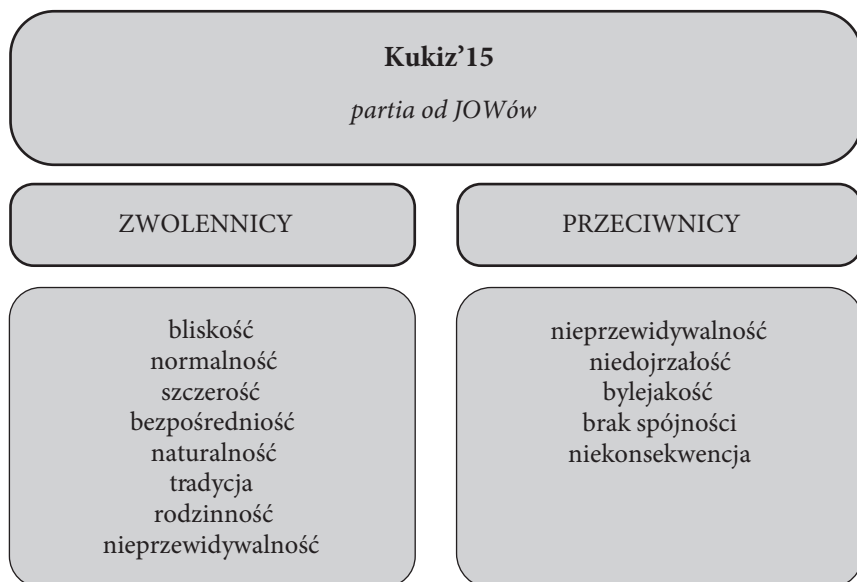 Kukiz’15
partia od JOWów
ZWOLENNICY
PRZECIWNICY
bliskość
normalność
szczerość
bezpośredniość
naturalność
tradycja
rodzinność
nieprzewidywalność
nieprzewidywalność
niedojrzałość
bylejakość
brak spójności
niekonsekwencja